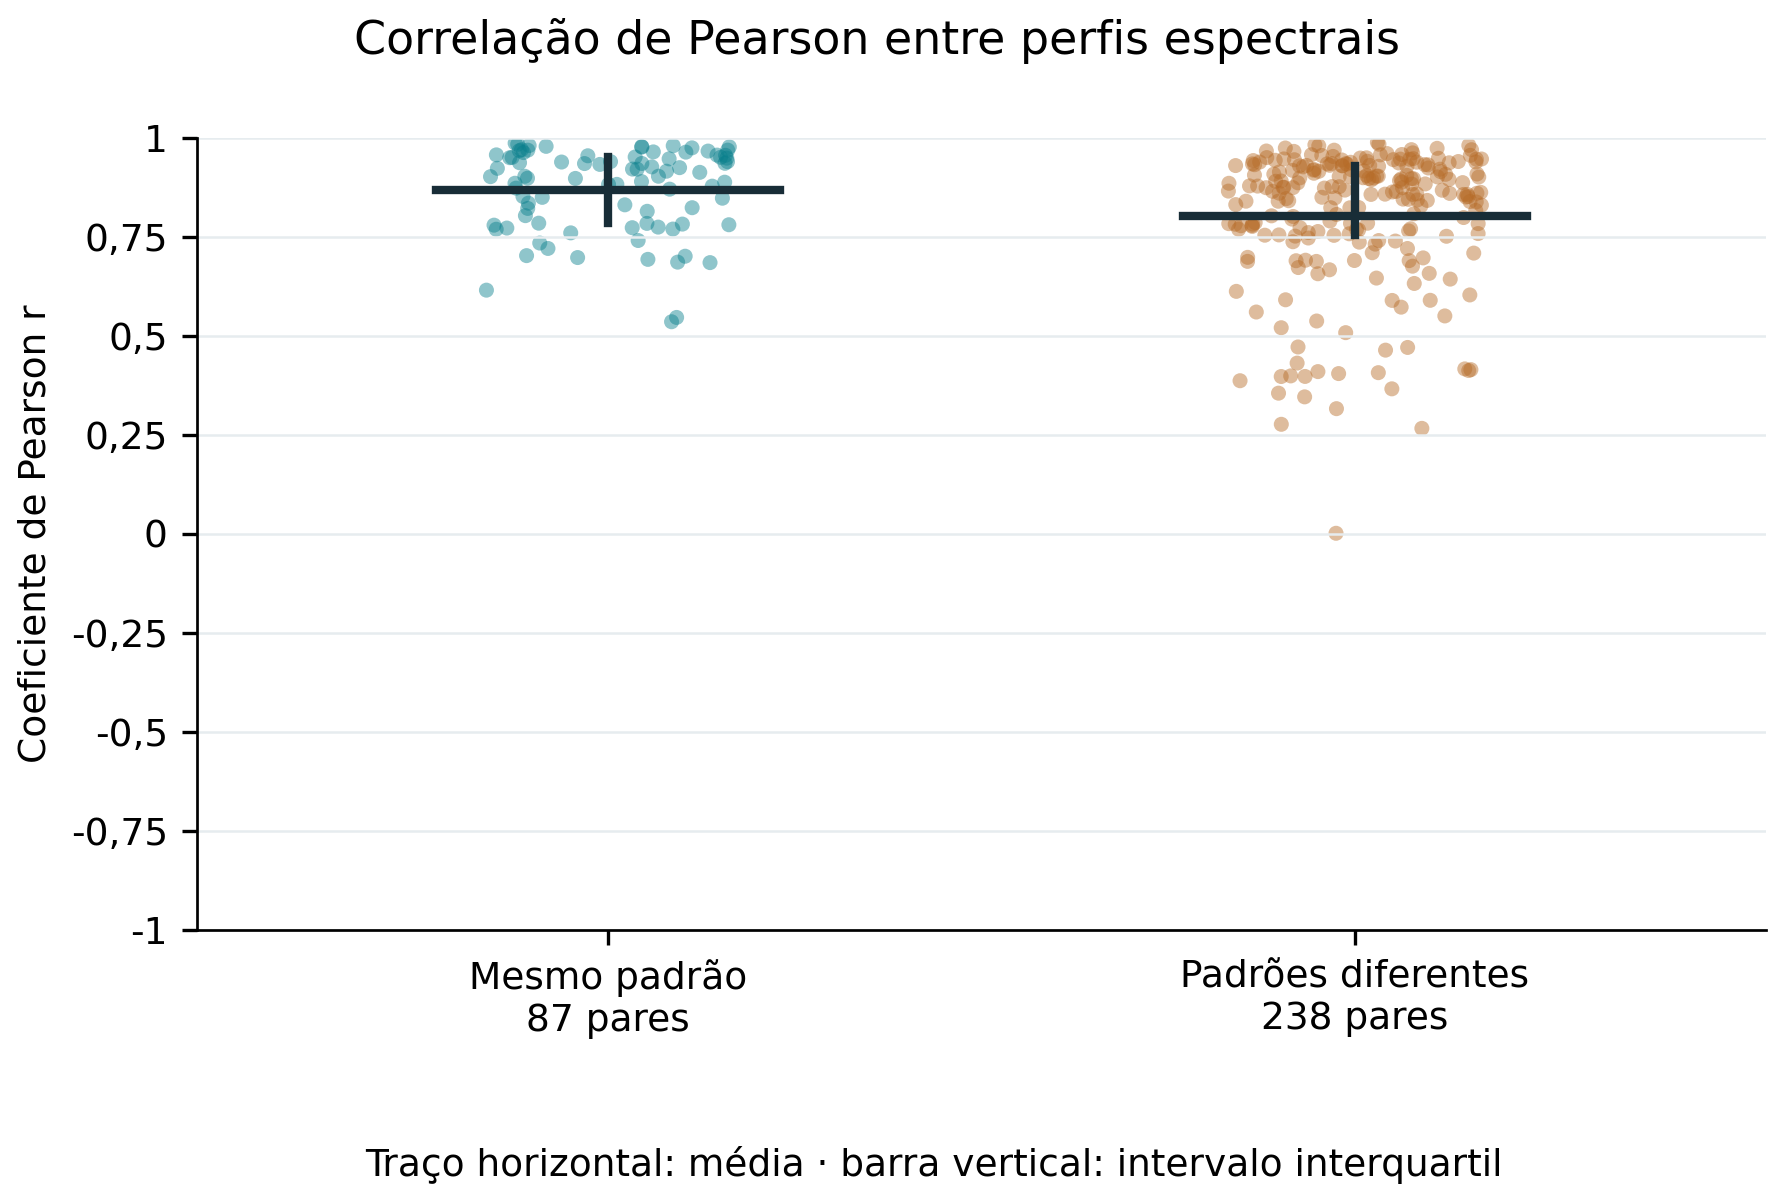 Correlação de Pearson entre perfis espectrais
Coeficiente de Pearson r
1
0,75
0,5
0,25
0
-0,25
-0,5
-0,75
-1
Mesmo padrão
87 pares
Padrões diferentes
238 pares
Traço horizontal: média · barra vertical: intervalo interquartil